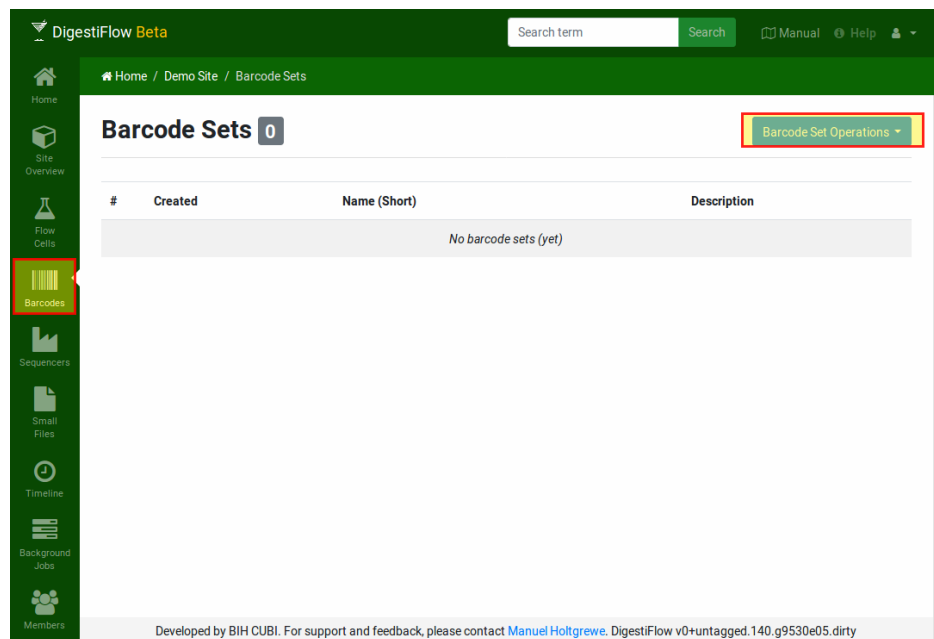 DigestiFlow Beta
Search term
Search
Manual
Help
Home / Demo Site / Barcode Sets
Home
Site
Overview
Flow
Cells
Barcodes
Sequencers
Small
Files
Timeline
Background
Jobs
Members
Barcode Sets 0
Barcode Set Operations
# Created Name (Short) Description
No barcode sets (yet)
Developed by BIH CUBI. For support and feedback, please contact Manuel Holtgrewe. DigestiFlow v0+untagged.140.g9530e05.dirty